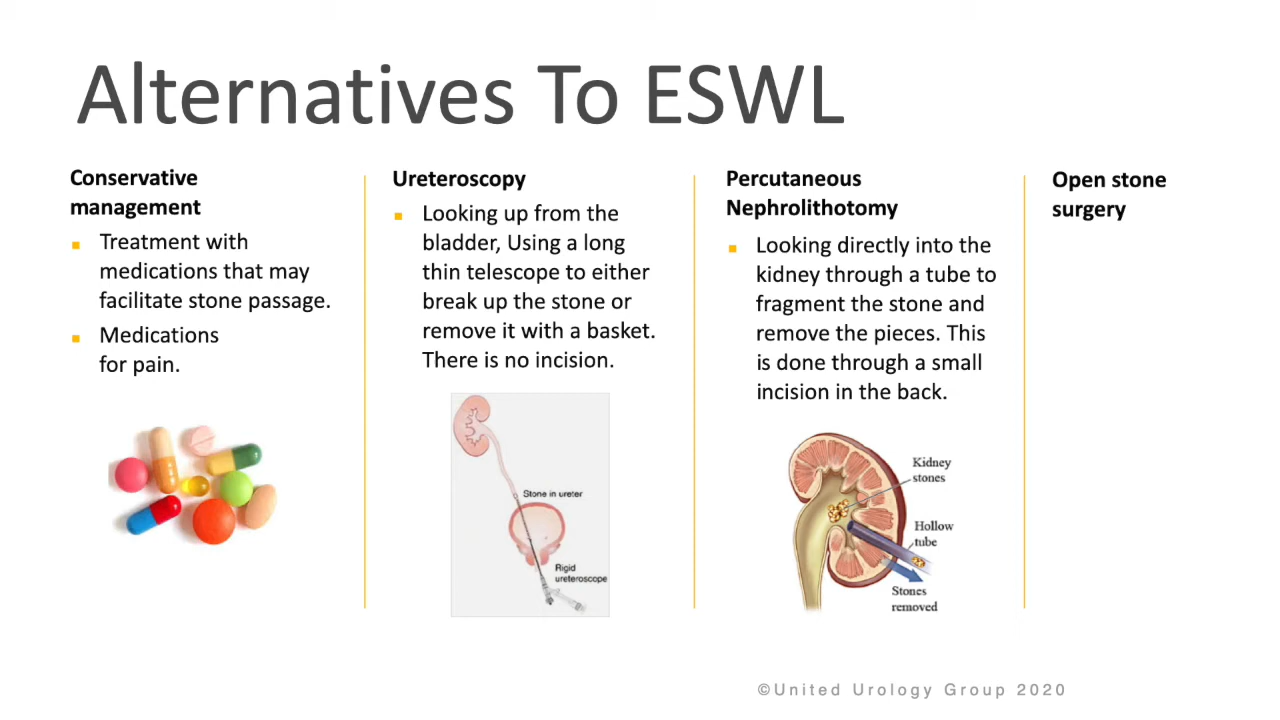 Alternatives To ESWL
Conservative
management
Treatment with
medications that may
facilitate stone passage.
Medications
for pain.
Ureteroscopy
Looking up from the
bladder, Using a long
thin telescope to either
break up the stone or
remove it with a basket.
There is no incision.
Stone in ureter
Rigid
ureteroscope
Percutaneous
Nephrolithotomy
Looking directly into the
kidney through a tube to
fragment the stone and
remove the pieces. This
is done through a small
incision in the back.
Kidney
stones
Hollow
tube
Stones
removed
Open stone
surgery
©United Urology Group 2020